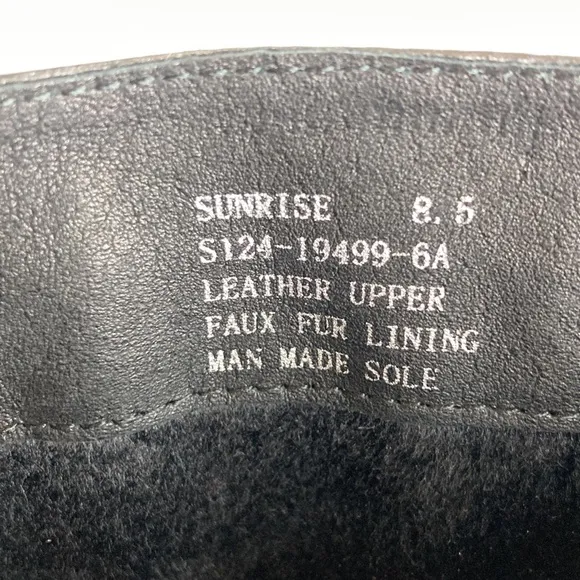 SUNRISE 8.5
S124-19499-6A
LEATHER UPPER
FAUX FUR LINING
MAN MADE SOLE